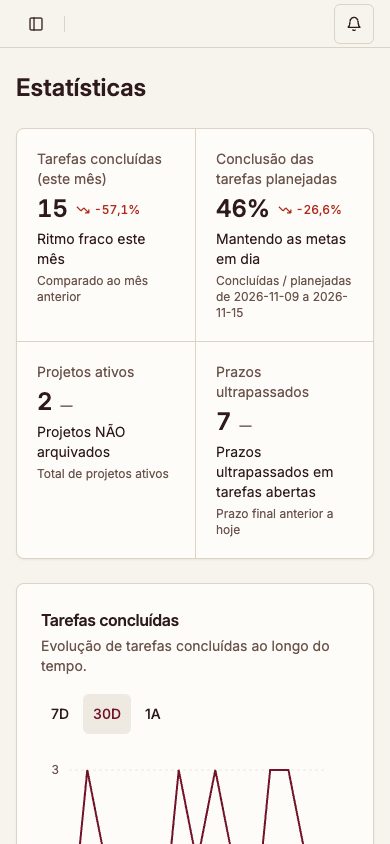 Estatísticas
Tarefas concluídas
(este mês)
15 -57,1%
Ritmo fraco este
mês
Comparado ao mês
anterior
Conclusão das
tarefas planejadas
46% -26,6%
Mantendo as metas
em dia
Concluídas / planejadas
de 2026-11-09 a 2026-
11-15
Projetos ativos
2 —
Projetos NÃO
arquivados
Total de projetos ativos
Prazos
ultrapassados
7 —
Prazos
ultrapassados em
tarefas abertas
Prazo final anterior a
hoje
Tarefas concluídas
Evolução de tarefas concluídas ao longo do
tempo.
7D 30D 1A
3